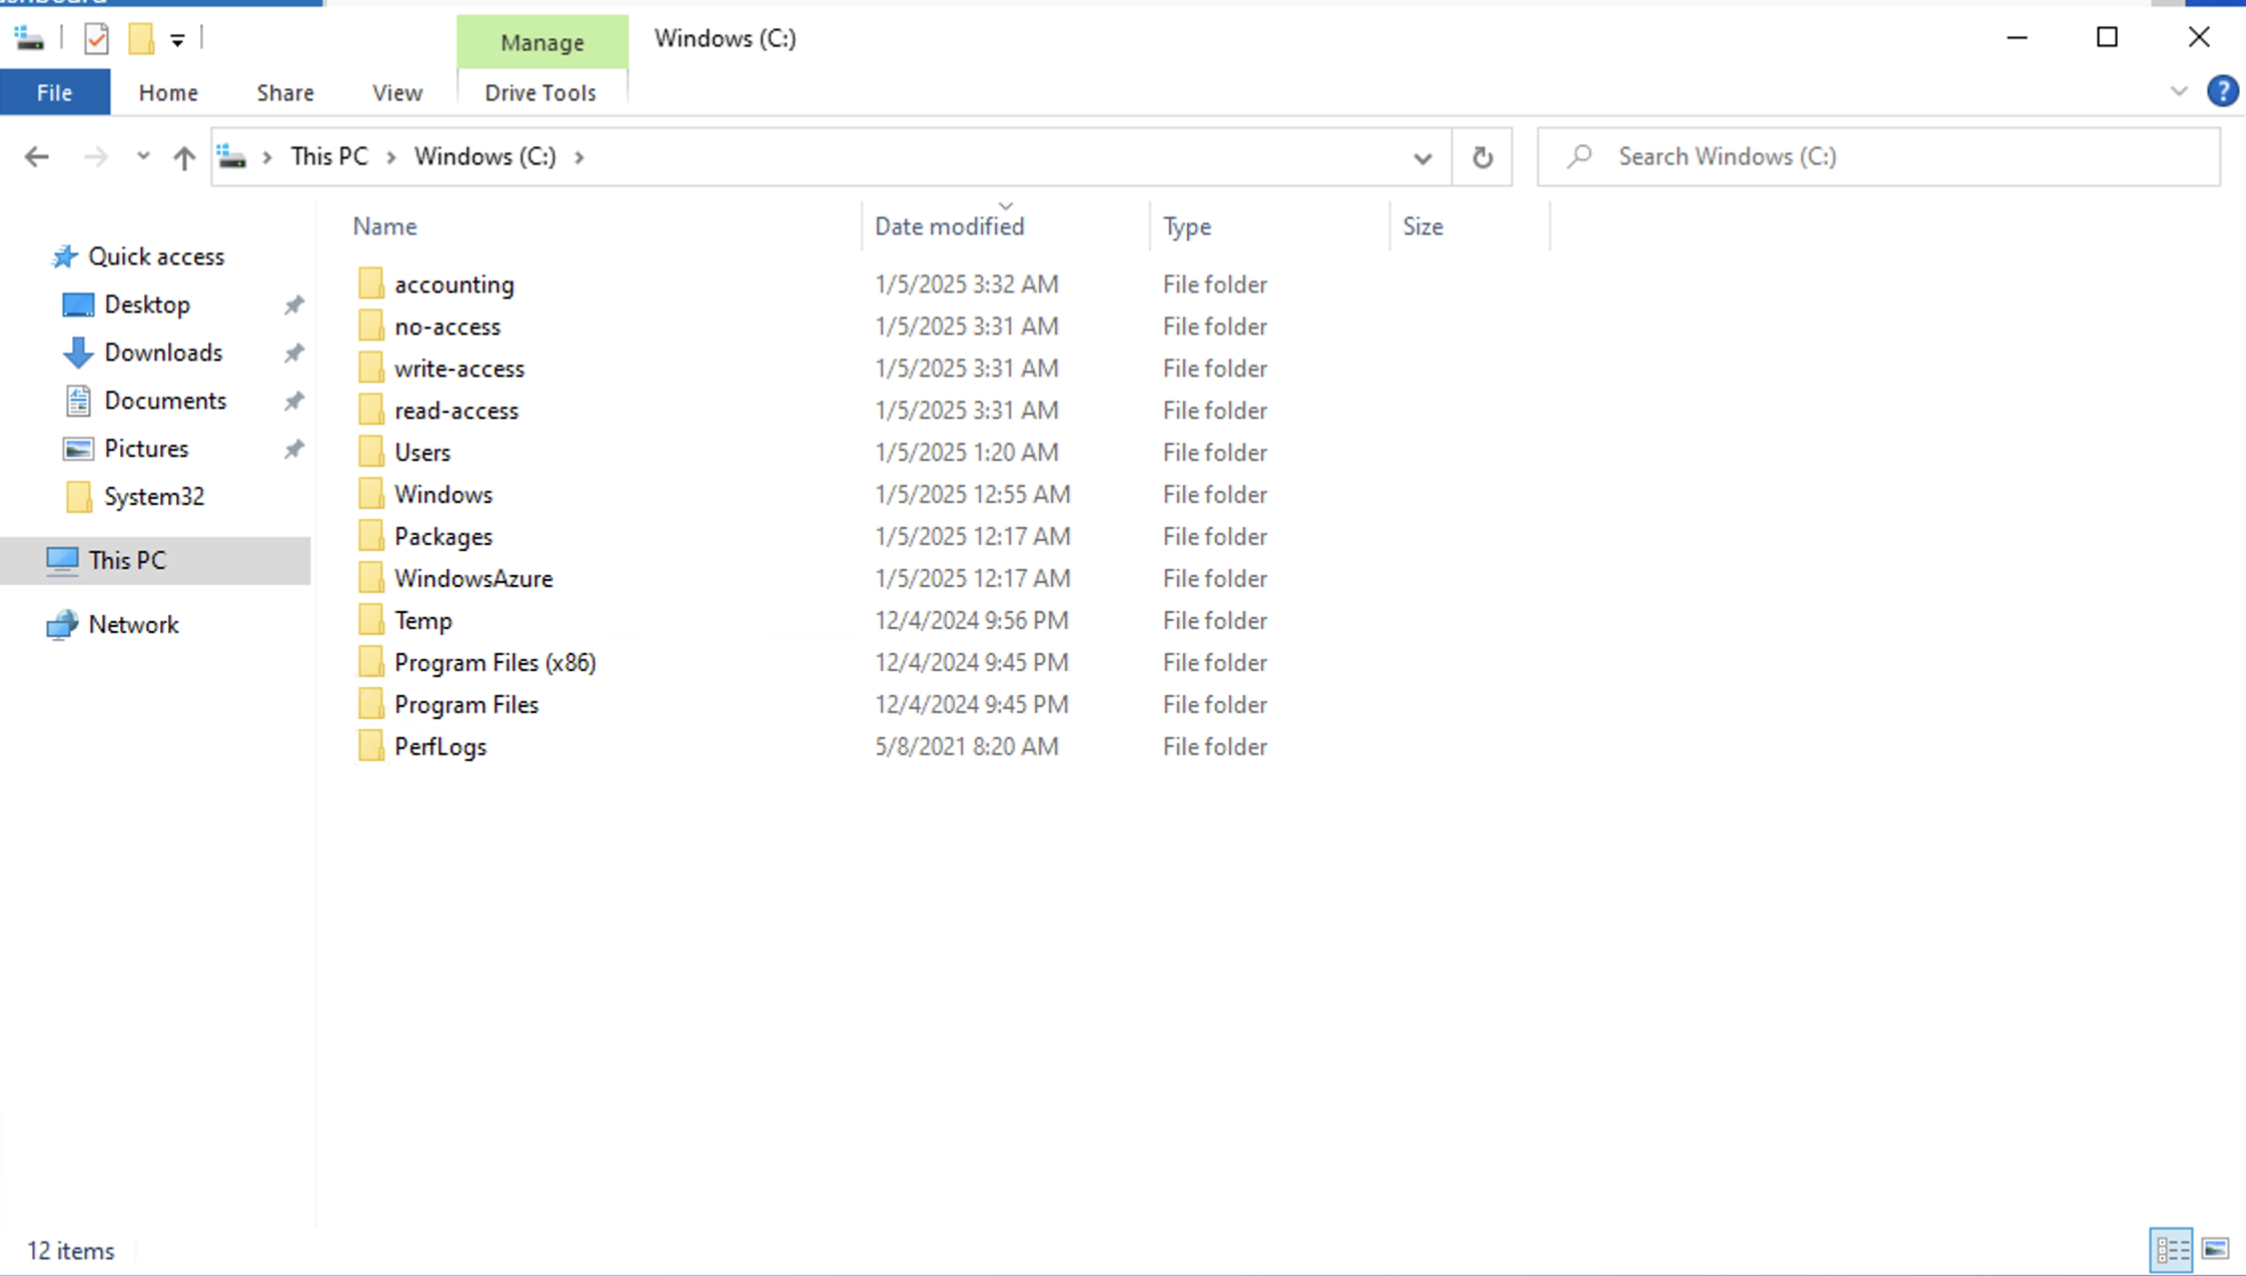 Manage
Windows (C:)
File
Home
Share
View
Drive Tools
?
This PC
Windows (C:)
Search Windows (C:)
Name
Date modified
Type
Size
Quick access
Desktop
Downloads
Documents
Pictures
System32
This PC
Network
accounting 1/5/2025 3:32 AM File folder
no-access 1/5/2025 3:31 AM File folder
write-access 1/5/2025 3:31 AM File folder
read-access 1/5/2025 3:31 AM File folder
Users 1/5/2025 1:20 AM File folder
Windows 1/5/2025 12:55 AM File folder
Packages 1/5/2025 12:17 AM File folder
WindowsAzure 1/5/2025 12:17 AM File folder
Temp 12/4/2024 9:56 PM File folder
Program Files (x86) 12/4/2024 9:45 PM File folder
Program Files 12/4/2024 9:45 PM File folder
PerfLogs 5/8/2021 8:20 AM File folder
12 items